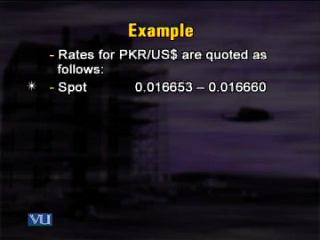 Example
- Rates for PKR/US$ are quoted as
follows:
- Spot 0.016653 – 0.016660
VU